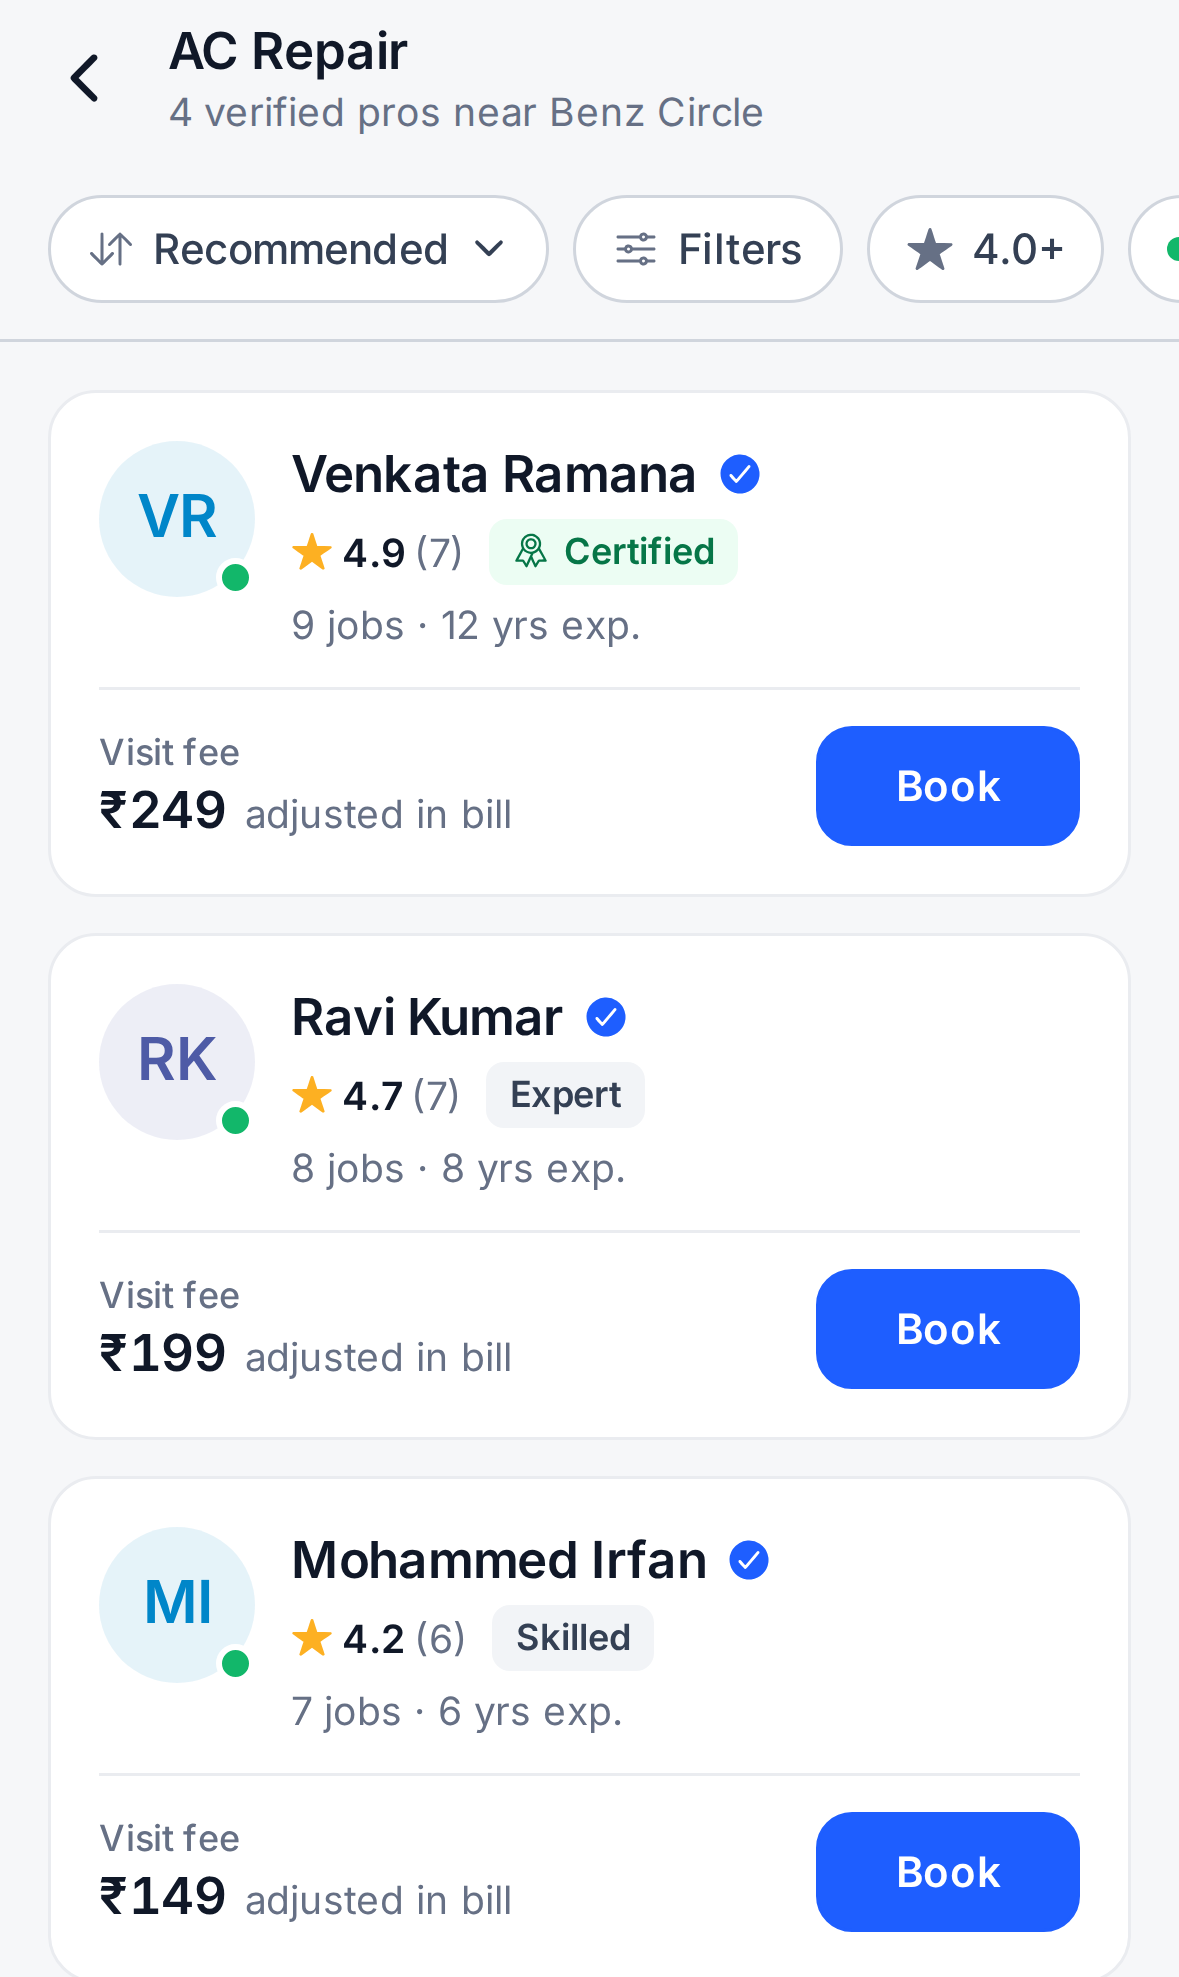 AC Repair
4 verified pros near Benz Circle
Recommended Filters 4.0+
VR
Venkata Ramana
4.9 (7) Certified
9 jobs · 12 yrs exp.
Visit fee
₹249 adjusted in bill
Book
RK
Ravi Kumar
4.7 (7) Expert
8 jobs · 8 yrs exp.
Visit fee
₹199 adjusted in bill
Book
MI
Mohammed Irfan
4.2 (6) Skilled
7 jobs · 6 yrs exp.
Visit fee
₹149 adjusted in bill
Book